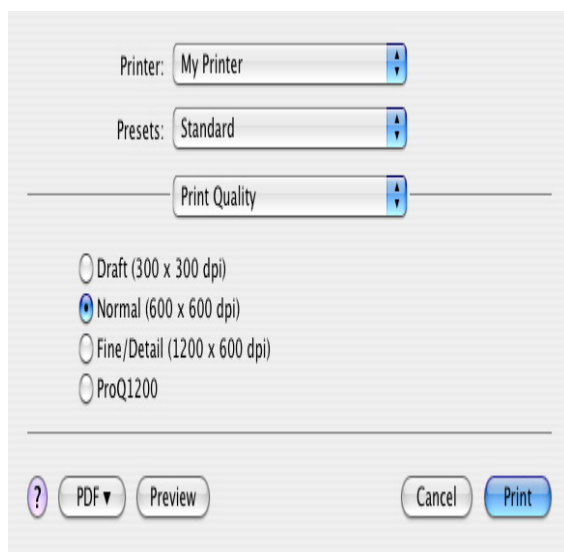 Printer: My Printer
Presets: Standard
Print Quality
Draft (300 x 300 dpi)
Normal (600 x 600 dpi)
Fine/Detail (1200 x 600 dpi)
ProQ1200
? PDF▼ Preview Cancel Print